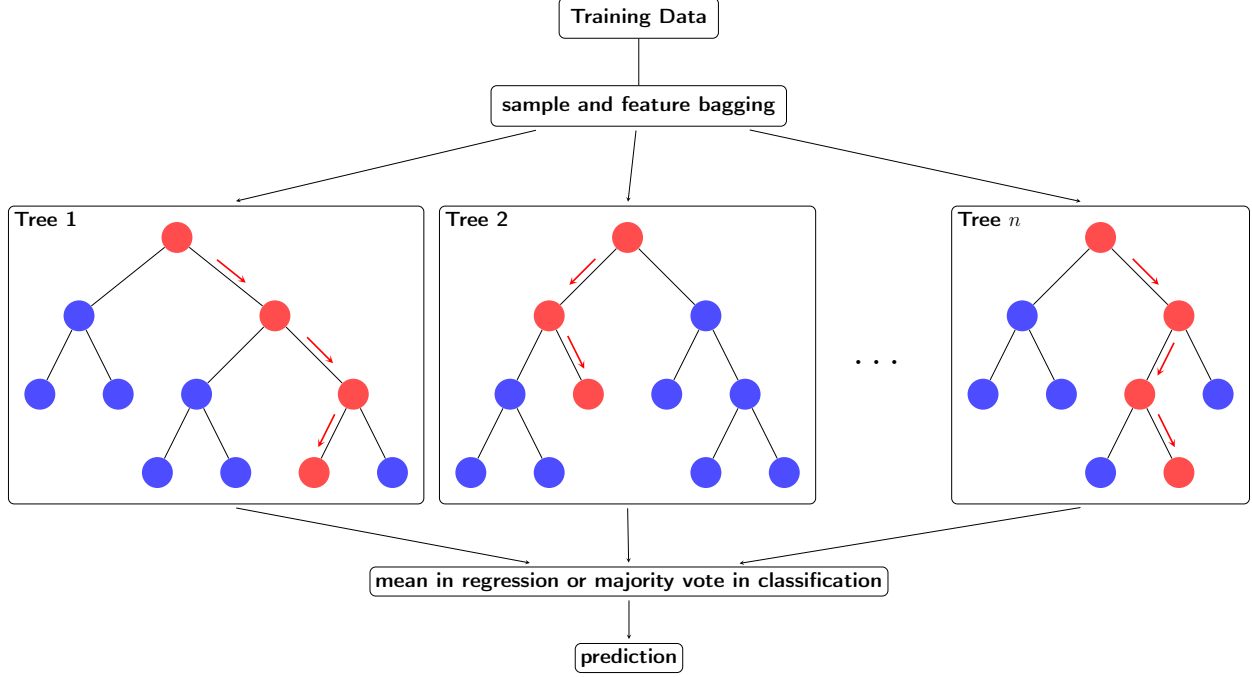 Training Data
sample and feature bagging
Tree 1
Tree 2
Tree n
. . .
mean in regression or majority vote in classification
prediction